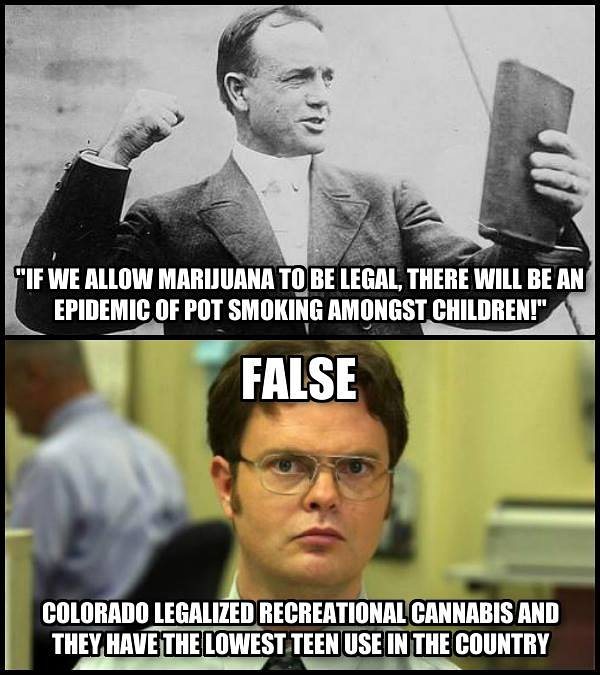 "IF WE ALLOW MARIJUANA TO BE LEGAL, THERE WILL BE AN
EPIDEMIC OF POT SMOKING AMONGST CHILDREN!"
FALSE
COLORADO LEGALIZED RECREATIONAL CANNABIS AND
THEY HAVE THE LOWEST TEEN USE IN THE COUNTRY